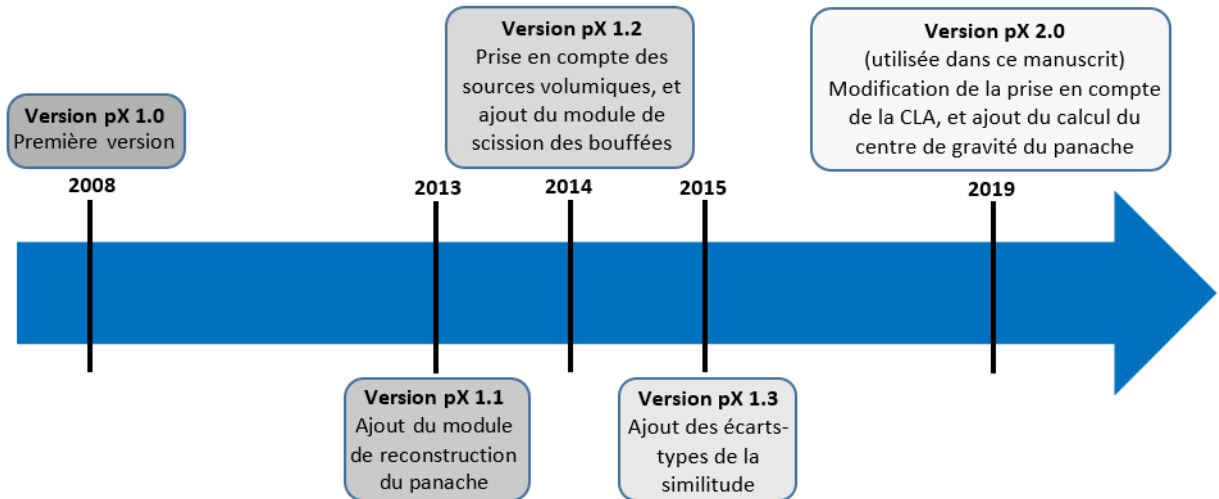 Version pX 1.0
Première version
2008
Version pX 1.2
Prise en compte des
sources volumiques, et
ajout du module de
scission des bouffées
Version pX 2.0
(utilisée dans ce manuscrit)
Modification de la prise en compte
de la CLA, et ajout du calcul du
centre de gravité du panache
2013
2014
2015
2019
Version pX 1.1
Ajout du module
de reconstruction
du panache
Version pX 1.3
Ajout des écarts-
types de la
similitude